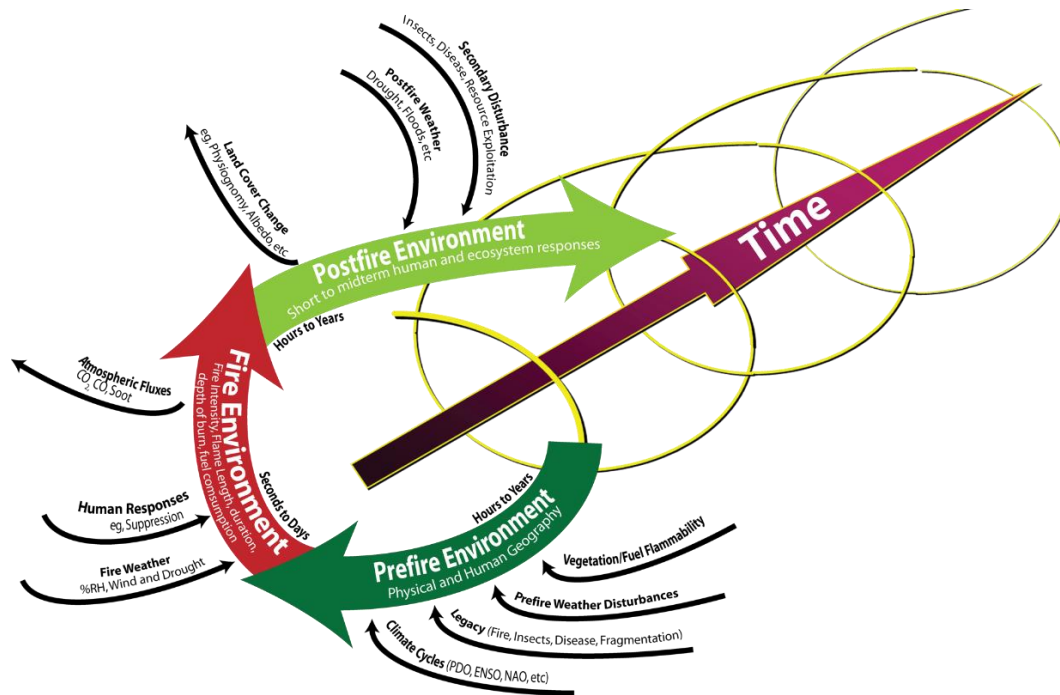 Insects, Disease, Resource Exploitation
Secondary Disturbance
Postfire Weather
Drought, Floods, etc
Land Cover Change
eg, Physiognomy, Albedo, etc
Postfire Environment
Short to midterm human and ecosystem responses
Hours to Years
Time
Atmospheric Fluxes
CO2, CO, Soot
Fire Environment
Fire Intensity, Flame Length, duration,
depth of burn, fuel comsumption
Seconds to Days
Human Responses
eg, Suppression
Fire Weather
%RH, Wind and Drought
Hours to Years
Prefire Environment
Physical and Human Geography
Vegetation/Fuel Flammability
Prefire Weather Disturbances
Legacy (Fire, Insects, Disease, Fragmentation)
Climate Cycles (PDO, ENSO, NAO, etc)